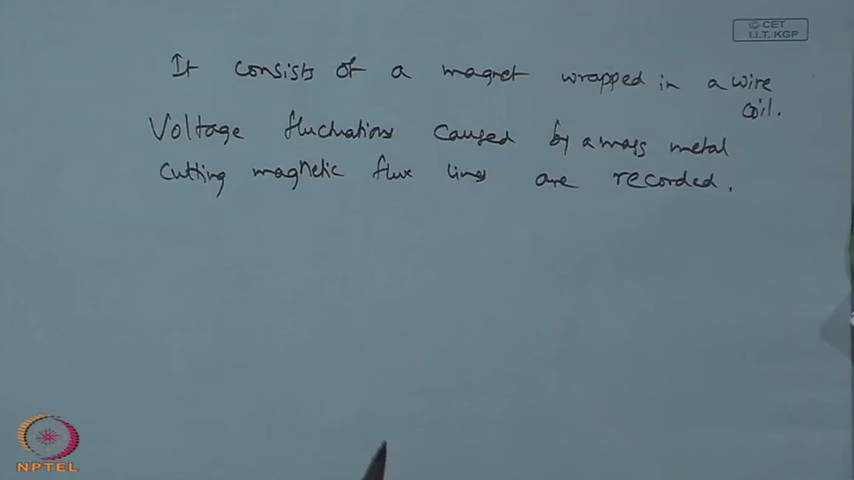 © CET
I.I.T. KGP
It consists of a magnet wrapped in a wire
coil.
Voltage fluctuations caused by a mass metal
cutting magnetic flux lines are recorded.
NPTEL